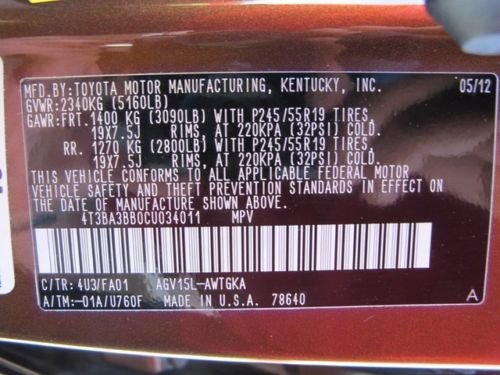 MFD.BY:TOYOTA MOTOR MANUFACTURING, KENTUCKY, INC. 05/12
GVWR:2340KG (5160LB)
GAWR:FRT.1400 KG (3090LB) WITH P245/55R19 TIRES,
19X7.5J RIMS, AT 220KPA (32PSI) COLD.
RR. 1270 KG (2800LB) WITH P245/55R19 TIRES,
19X7.5J RIMS, AT 220KPA (32PSI) COLD.
THIS VEHICLE CONFORMS TO ALL APPLICABLE FEDERAL MOTOR
VEHICLE SAFETY AND THEFT PREVENTION STANDARDS IN EFFECT ON
THE DATE OF MANUFACTURE SHOWN ABOVE.
4T3BA3BB0CU034011 MPV
C/TR: 4U3/FA01 AGV15L-AWTGKA
A/TM:-01A/U760F MADE IN U.S.A. 78640 A